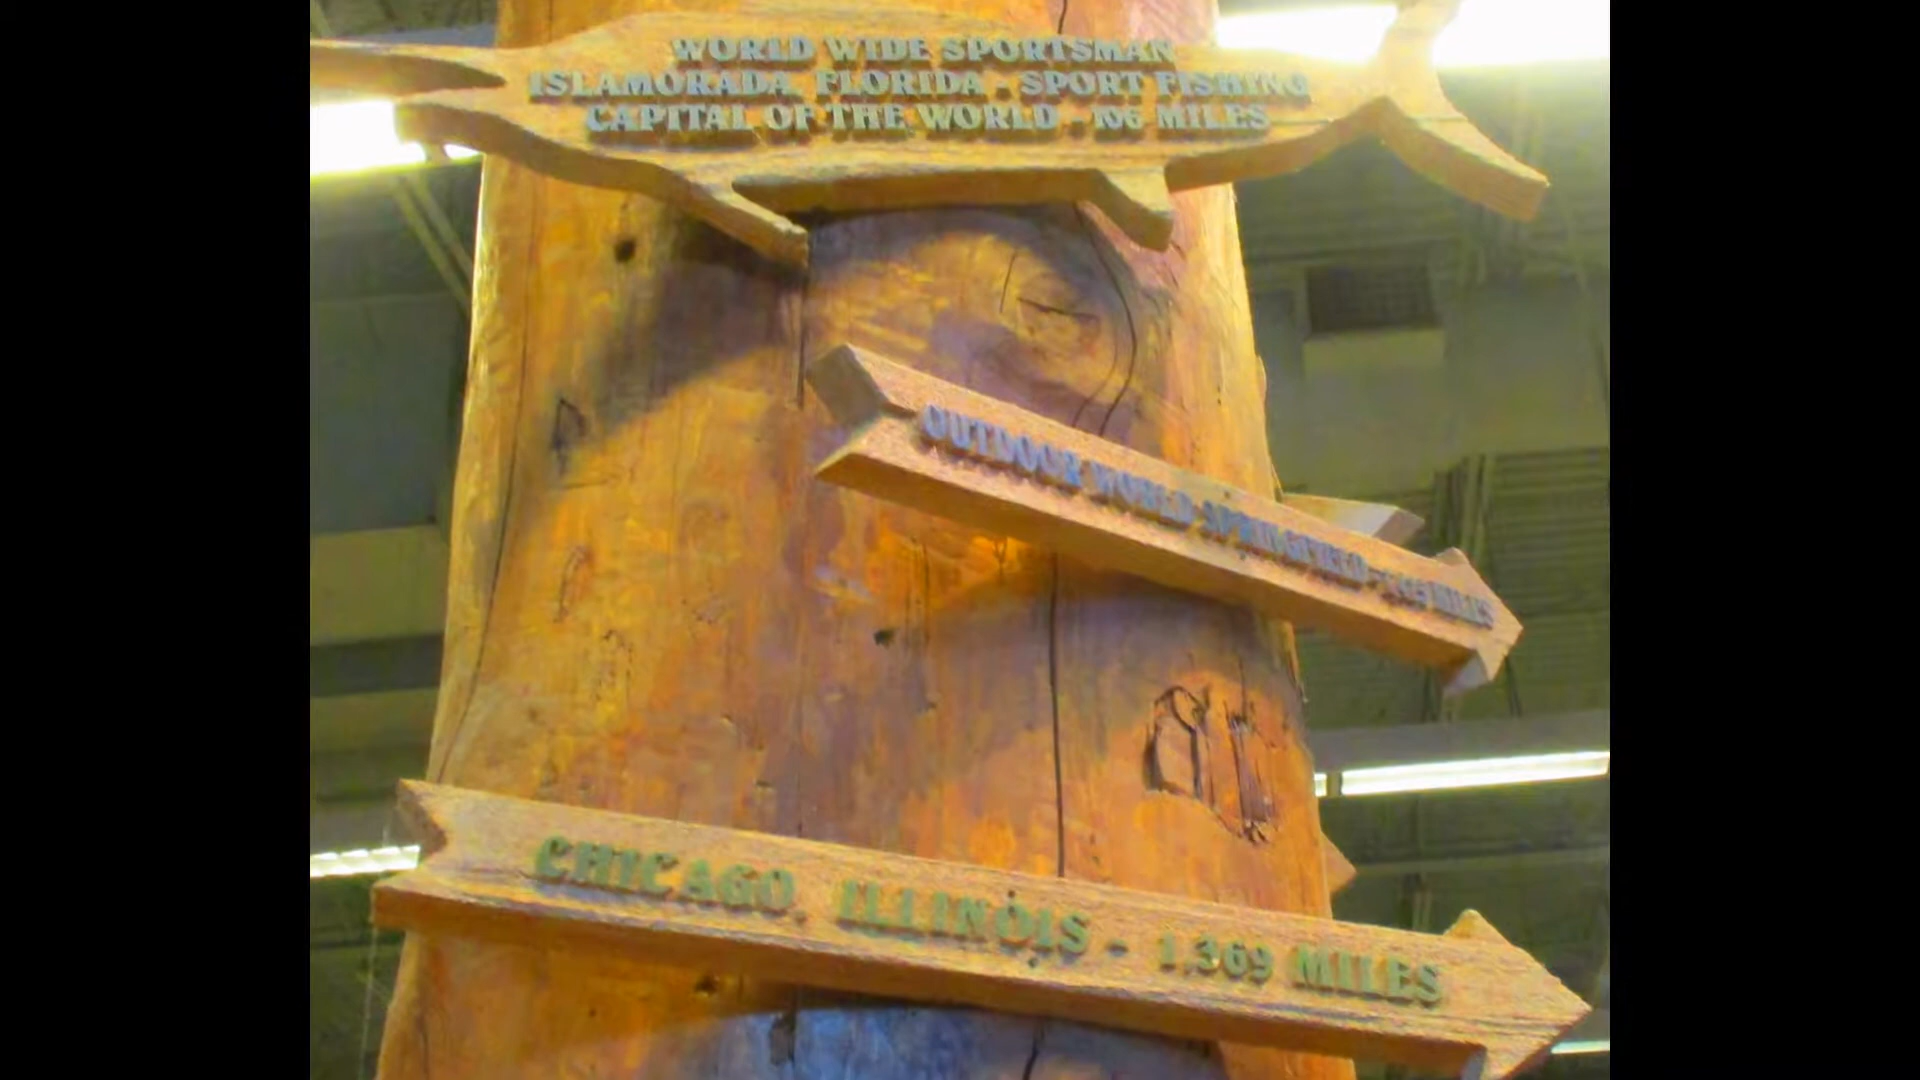 WORLD WIDE SPORTSMAN
ISLAMORADA, FLORIDA - SPORT FISHING
CAPITAL OF THE WORLD - 106 MILES
OUTDOOR WORLD SPRINGFIELD - MILES
CHICAGO, ILLINOIS - 1,369 MILES